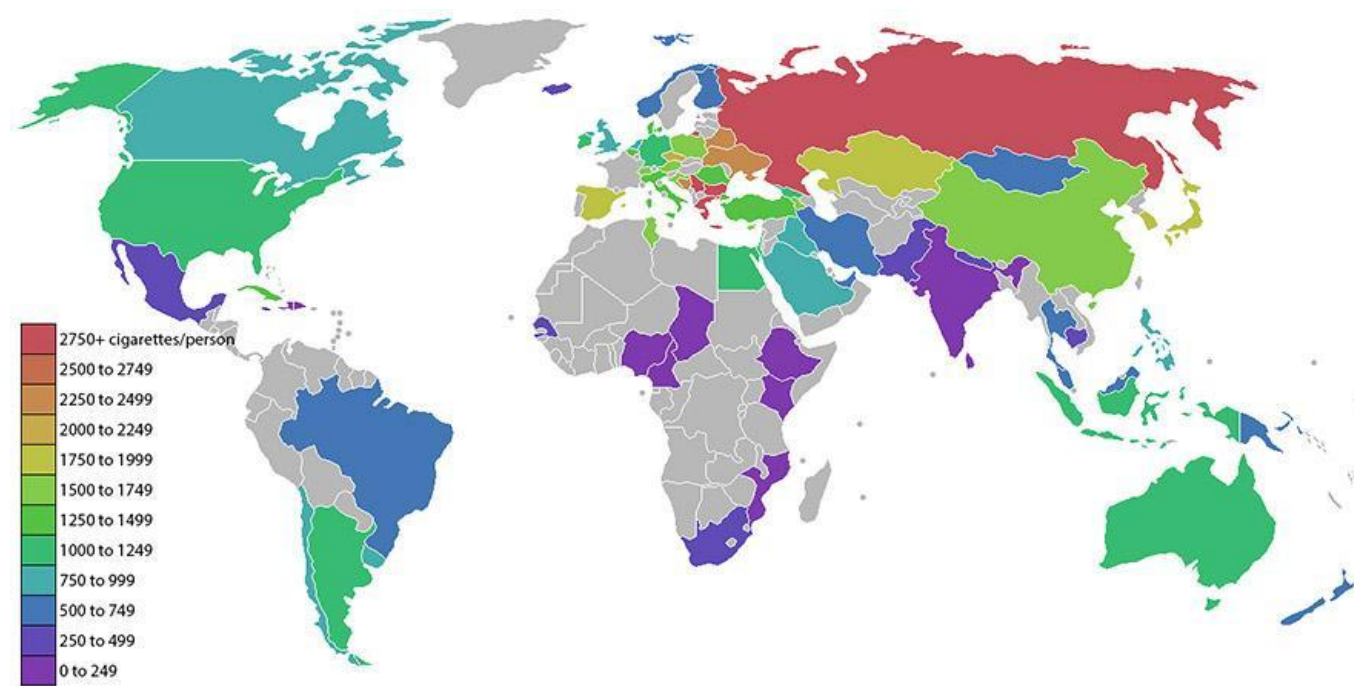 2750+ cigarettes/person
2500 to 2749
2250 to 2499
2000 to 2249
1750 to 1999
1500 to 1749
1250 to 1499
1000 to 1249
750 to 999
500 to 749
250 to 499
0 to 249